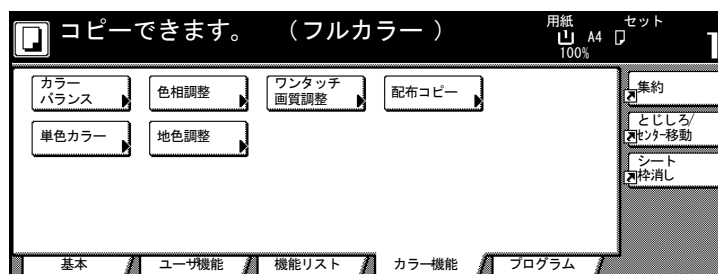 コピーできます。 （フルカラー ）
用紙 セット
A4
100%
1
カラー
バランス
色相調整
ワンタッチ
画質調整
配布コピー
単色カラー
地色調整
集約
とじしろ/
センター移動
シート
枠消し
基本 ユーザ機能 機能リスト カラー機能 プログラム